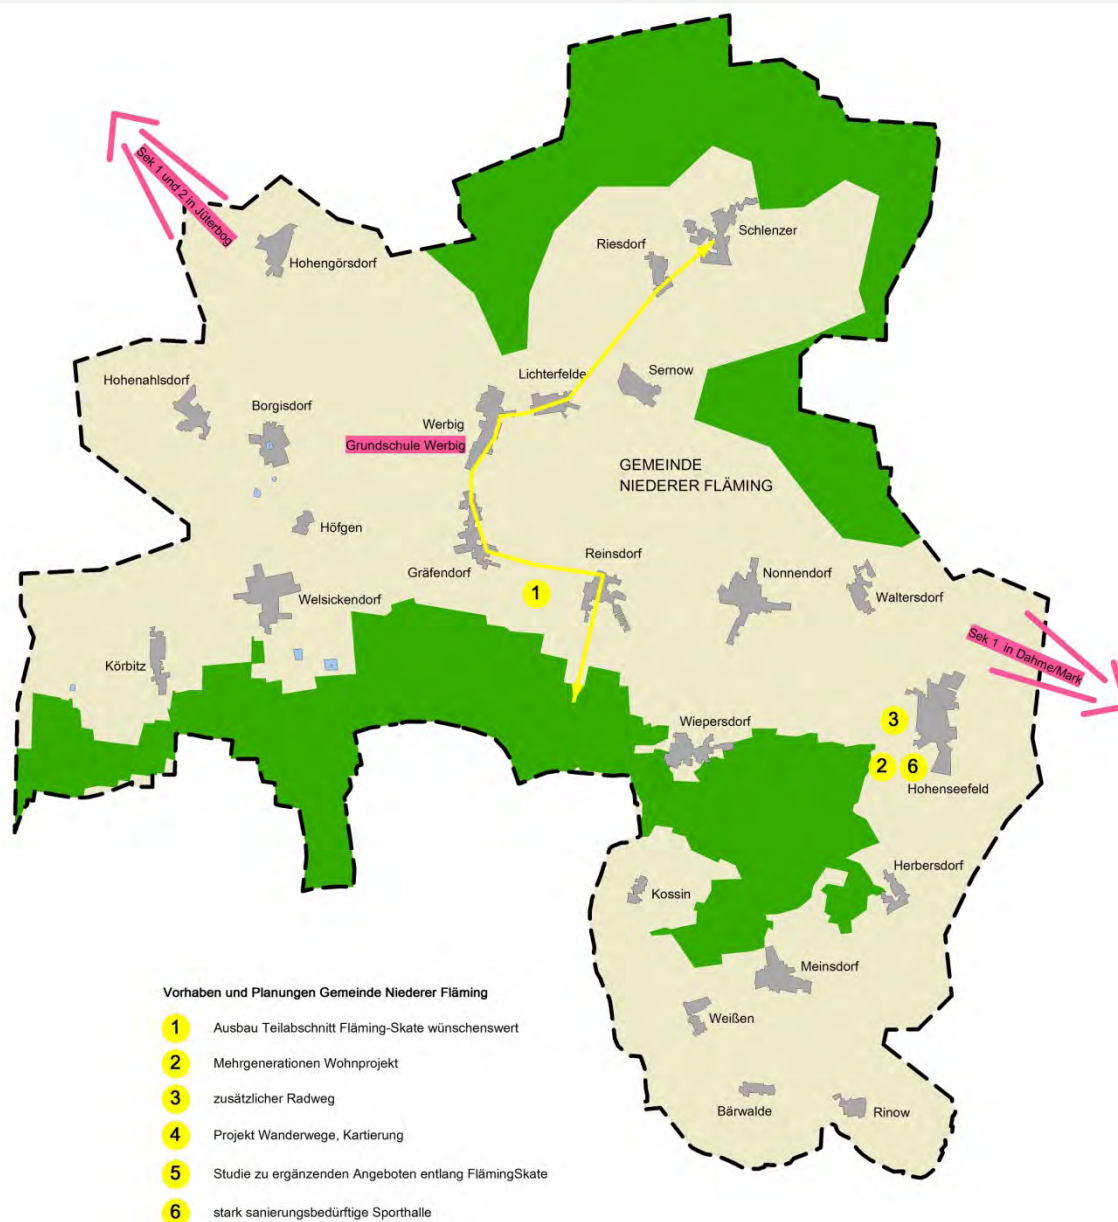 Sek 1 und 2 in Jüterbog
Schlenzer
Riesdorf
Hohengörsdorf
Lichterfelde
Sernow
Hohenahlsdorf
Borgisdorf
Werbig
Grundschule Werbig
GEMEINDE
NIEDERER FLÄMING
Höfgen
Gräfendorf
Reinsdorf
1
Nonnendorf
Waltersdorf
Welsickendorf
Körbitz
Sek 1 in Dahme/Mark
Wiepersdorf
3
2
6
Hohenseefeld
Herbersdorf
Kossin
Meinsdorf
Weißen
Bärwalde
Rinow
Vorhaben und Planungen Gemeinde Niederer Fläming
1 Ausbau Teilabschnitt Fläming-Skate wünschenswert
2 Mehrgenerationen Wohnprojekt
3 zusätzlicher Radweg
4 Projekt Wanderwege, Kartierung
5 Studie zu ergänzenden Angeboten entlang FlämingSkate
6 stark sanierungsbedürftige Sporthalle